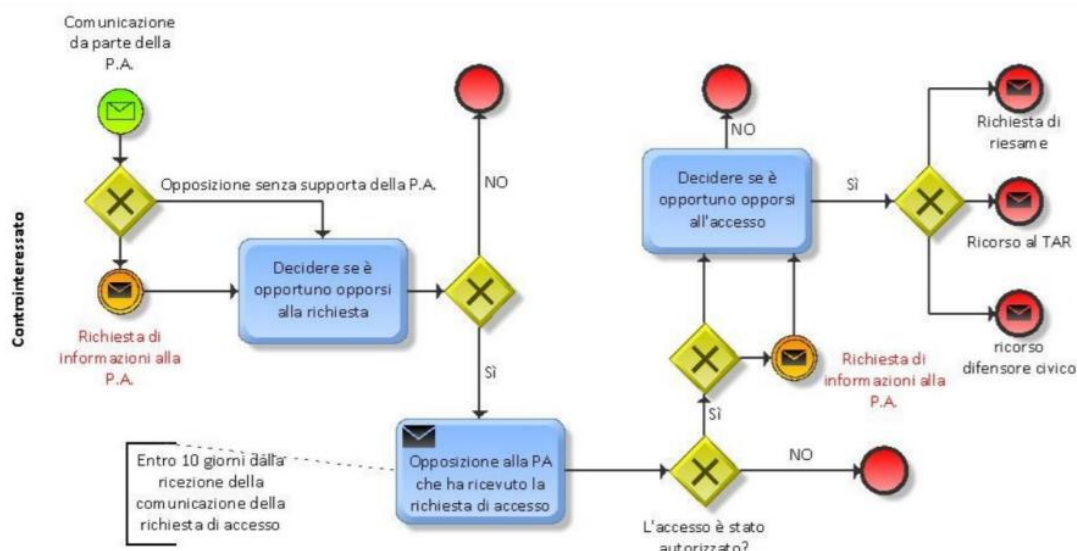 Comunicazione
da parte della
P.A.
Opposizione senza supporta della P.A.
Controinteressato
Richiesta di
informazioni alla
P.A.
Decidere se è
opportuno opporsi
alla richiesta
NO
Sì
Entro 10 giorni dalla
ricezione della
comunicazione della
richiesta di accesso
Opposizione alla PA
che ha ricevuto la
richiesta di accesso
L'accesso è stato
autorizzato?
NO
Sì
Richiesta di
informazioni alla
P.A.
Decidere se è
opportuno opporsi
all'accesso
NO
Sì
Richiesta di
riesame
Ricorso al TAR
ricorso
difensore civico